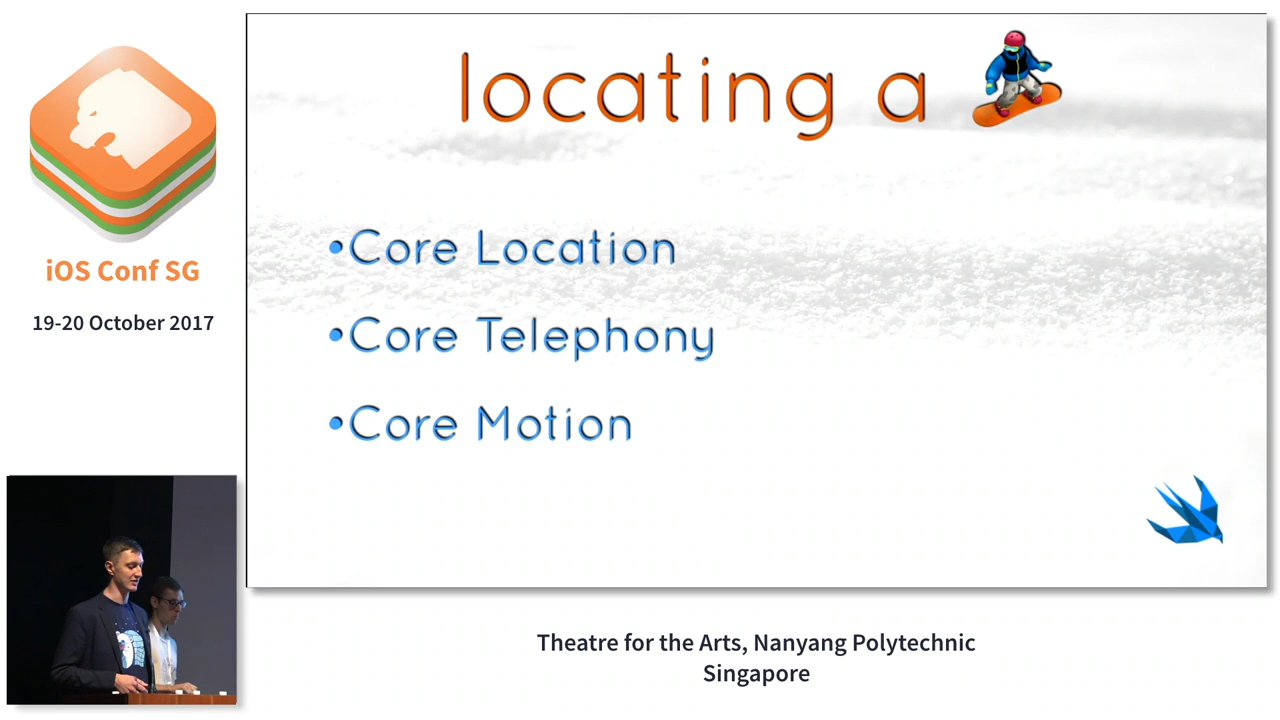 locating a
•Core Location
•Core Telephony
•Core Motion
iOS Conf SG
19-20 October 2017
Theatre for the Arts, Nanyang Polytechnic
Singapore